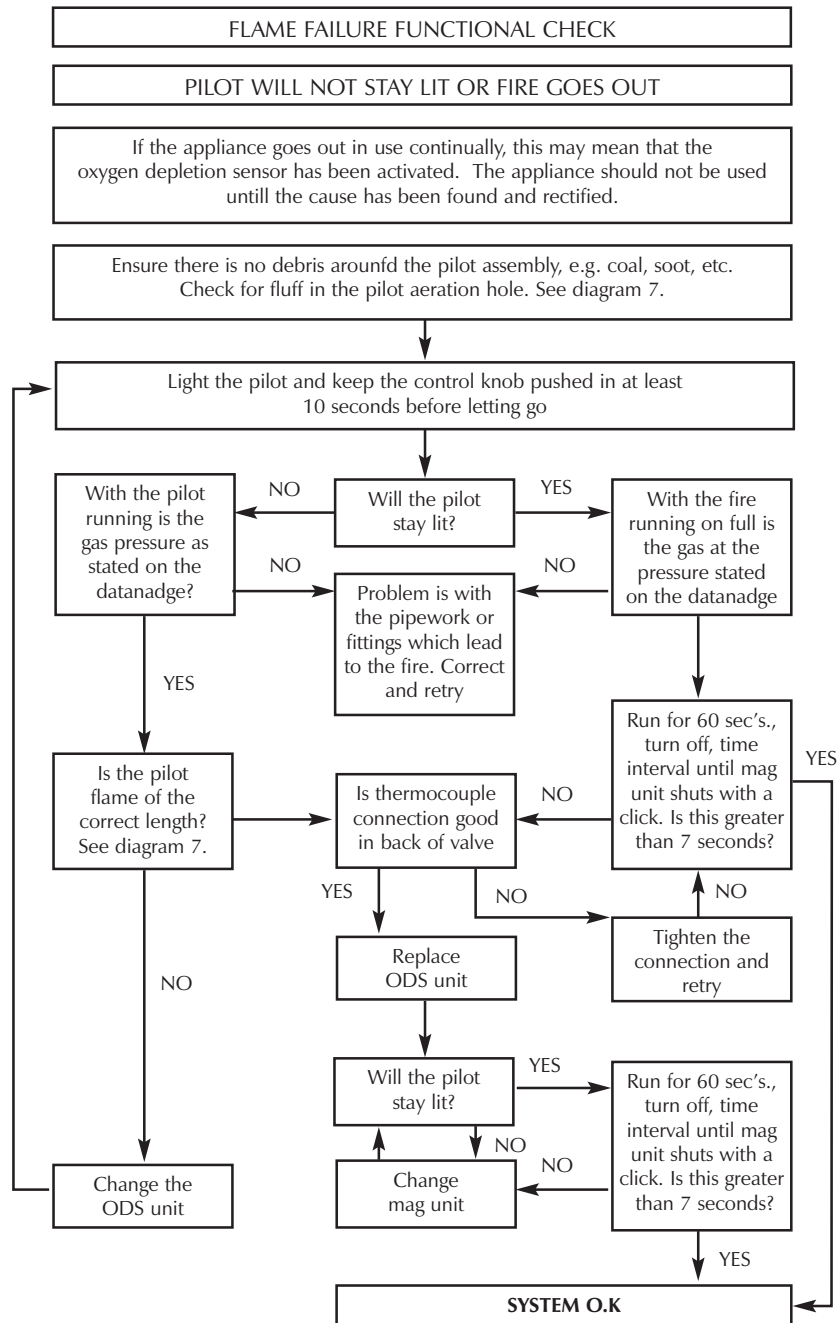 FLAME FAILURE FUNCTIONAL CHECK
PILOT WILL NOT STAY LIT OR FIRE GOES OUT
If the appliance goes out in use continually, this may mean that the
oxygen depletion sensor has been activated. The appliance should not be used
untill the cause has been found and rectified.
Ensure there is no debris arounfd the pilot assembly, e.g. coal, soot, etc.
Check for fluff in the pilot aeration hole. See diagram 7.
Light the pilot and keep the control knob pushed in at least
10 seconds before letting go
With the pilot
running is the
gas pressure as
stated on the
datanadge?
NO
Will the pilot
stay lit?
YES
With the fire
running on full is
the gas at the
pressure stated
on the datanadge
NO
Problem is with
the pipework or
fittings which lead
to the fire. Correct
and retry
NO
YES
Is the pilot
flame of the
correct length?
See diagram 7.
Is thermocouple
connection good
in back of valve
NO
Run for 60 sec's.,
turn off, time
interval until mag
unit shuts with a
click. Is this greater
than 7 seconds?
YES
YES
NO
NO
Tighten the
connection and
retry
Replace
ODS unit
NO
Will the pilot
stay lit?
YES
Run for 60 sec's.,
turn off, time
interval until mag
unit shuts with a
click. Is this greater
than 7 seconds?
NO
NO
Change the
ODS unit
Change
mag unit
YES
SYSTEM O.K